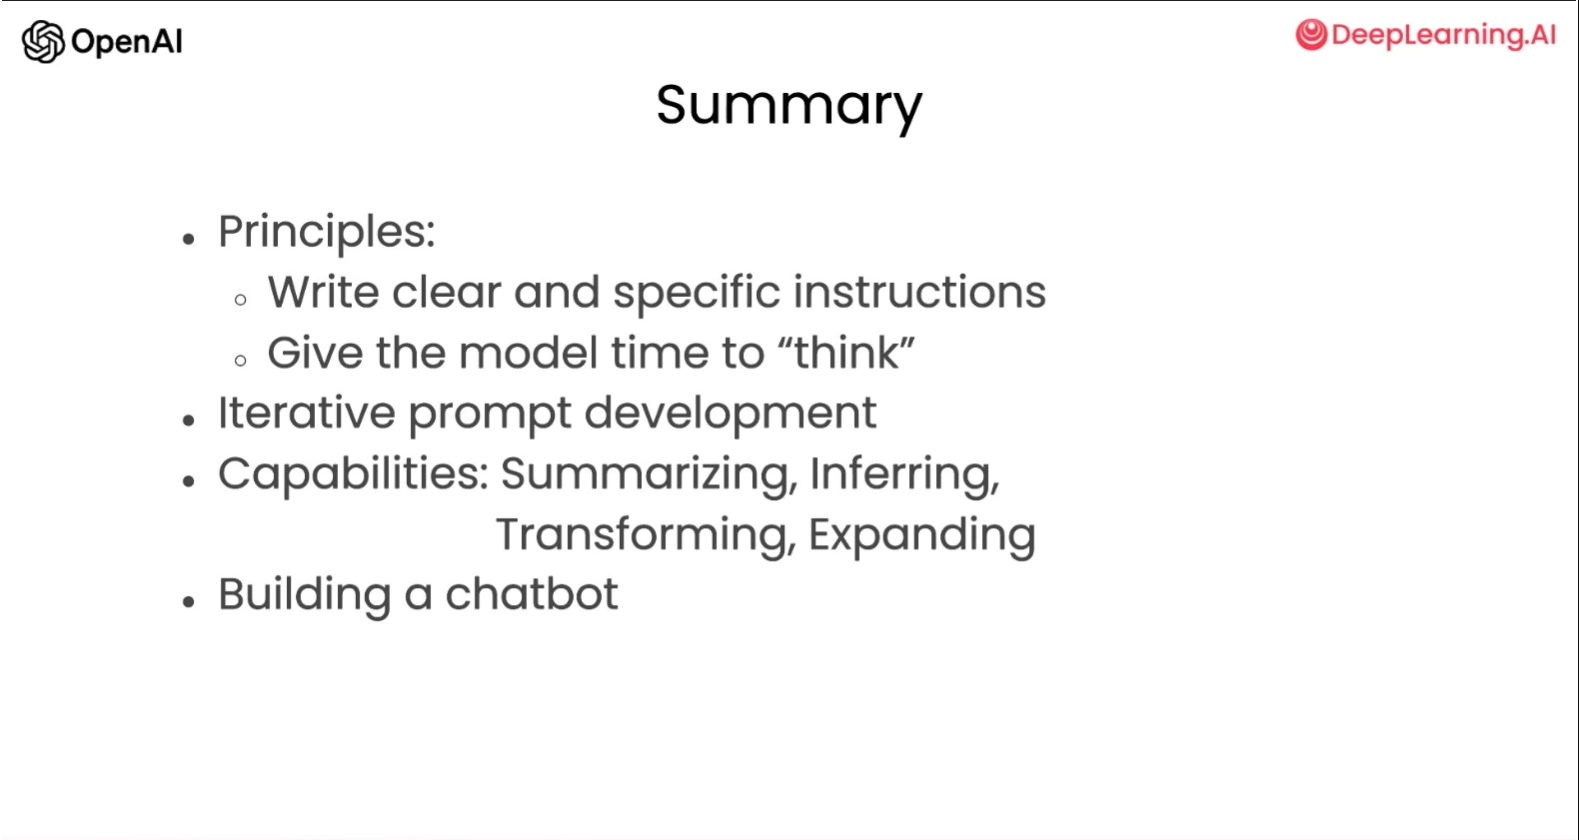 OpenAI
DeepLearning.AI
Summary
• Principles:
◦ Write clear and specific instructions
◦ Give the model time to “think”
• Iterative prompt development
• Capabilities: Summarizing, Inferring,
Transforming, Expanding
• Building a chatbot